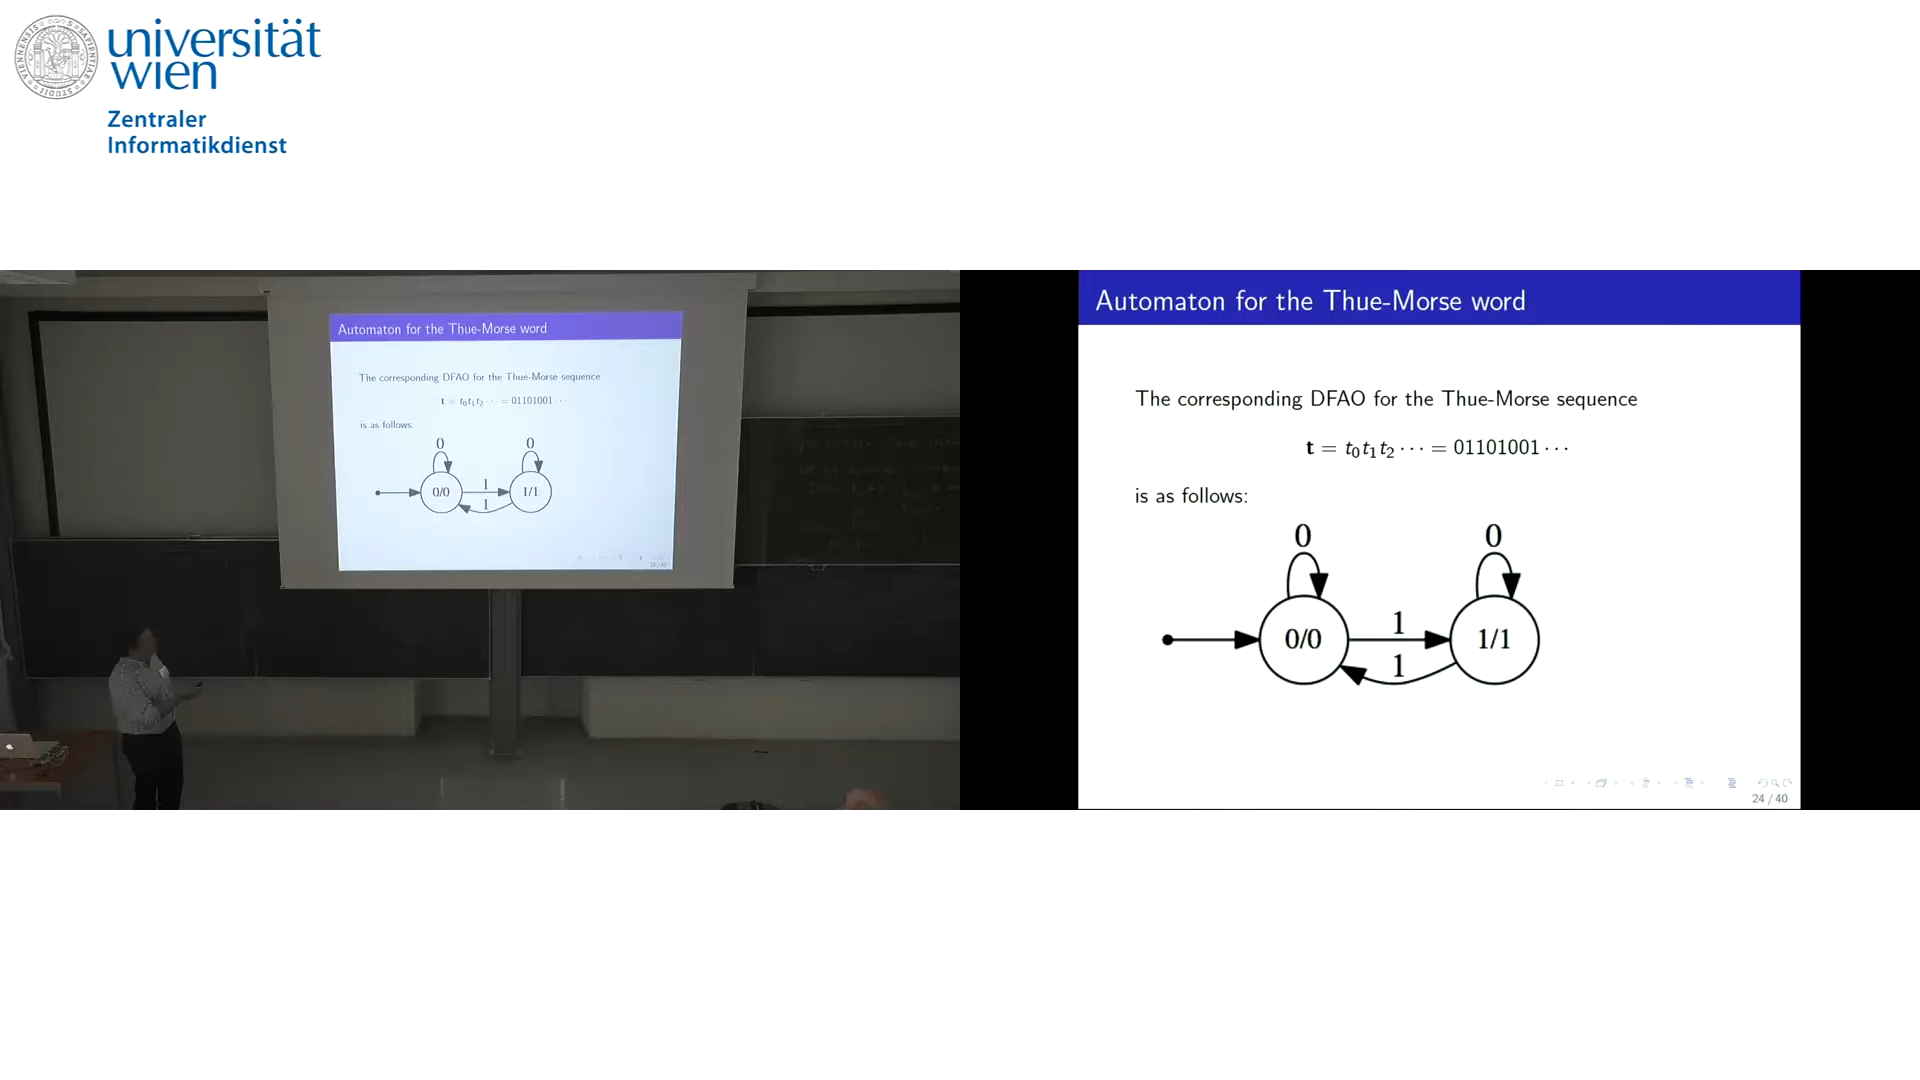 universität
wien
Zentraler
Informatikdienst
Automaton for the Thue-Morse word
The corresponding DFAO for the Thue-Morse sequence
t = t0t1t2 ··· = 01101001 ···
is as follows:
0
0
0/0
1
1
1/1
Automaton for the Thue-Morse word
The corresponding DFAO for the Thue-Morse sequence
t = t0t1t2 ··· = 01101001 ···
is as follows:
0
0
0/0
1
1
1/1
24 / 40